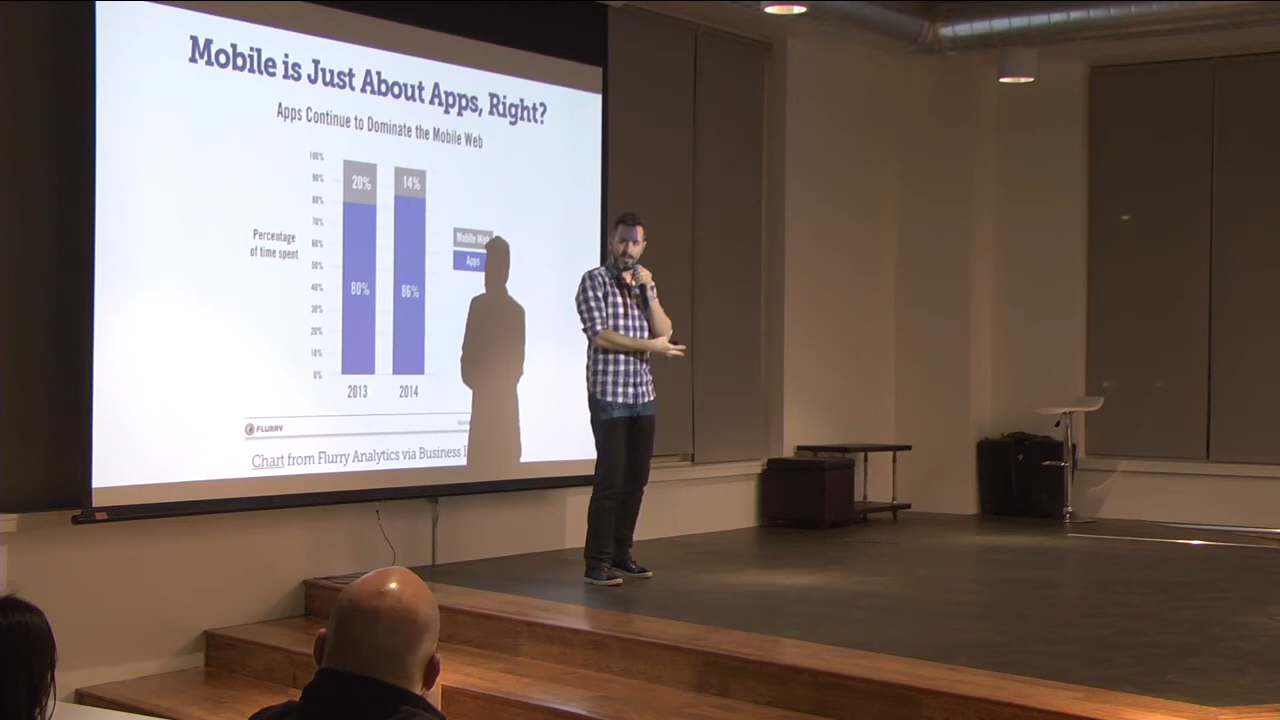 Mobile is Just About Apps, Right?
Apps Continue to Dominate the Mobile Web
100%
90%
80%
70%
60%
50%
40%
30%
20%
10%
0%
Percentage
of time spent
20%
14%
80%
86%
2013
2014
Mobile Web
Apps
FLURRY
Chart from Flurry Analytics via Business